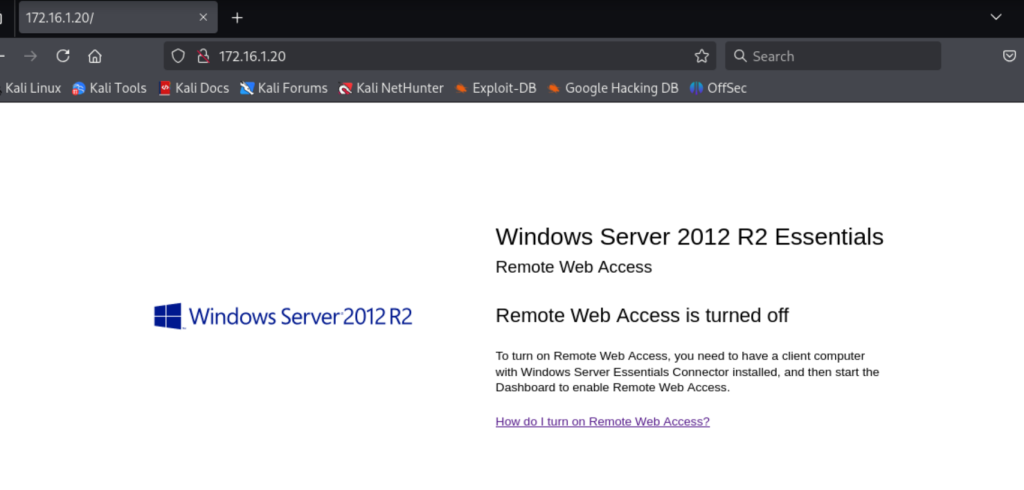 172.16.1.20/
172.16.1.20
Search
Kali Linux Kali Tools Kali Docs Kali Forums Kali NetHunter Exploit-DB Google Hacking DB OffSec
Windows Server 2012 R2 Essentials
Remote Web Access
Windows Server 2012 R2
Remote Web Access is turned off
To turn on Remote Web Access, you need to have a client computer
with Windows Server Essentials Connector installed, and then start the
Dashboard to enable Remote Web Access.
How do I turn on Remote Web Access?